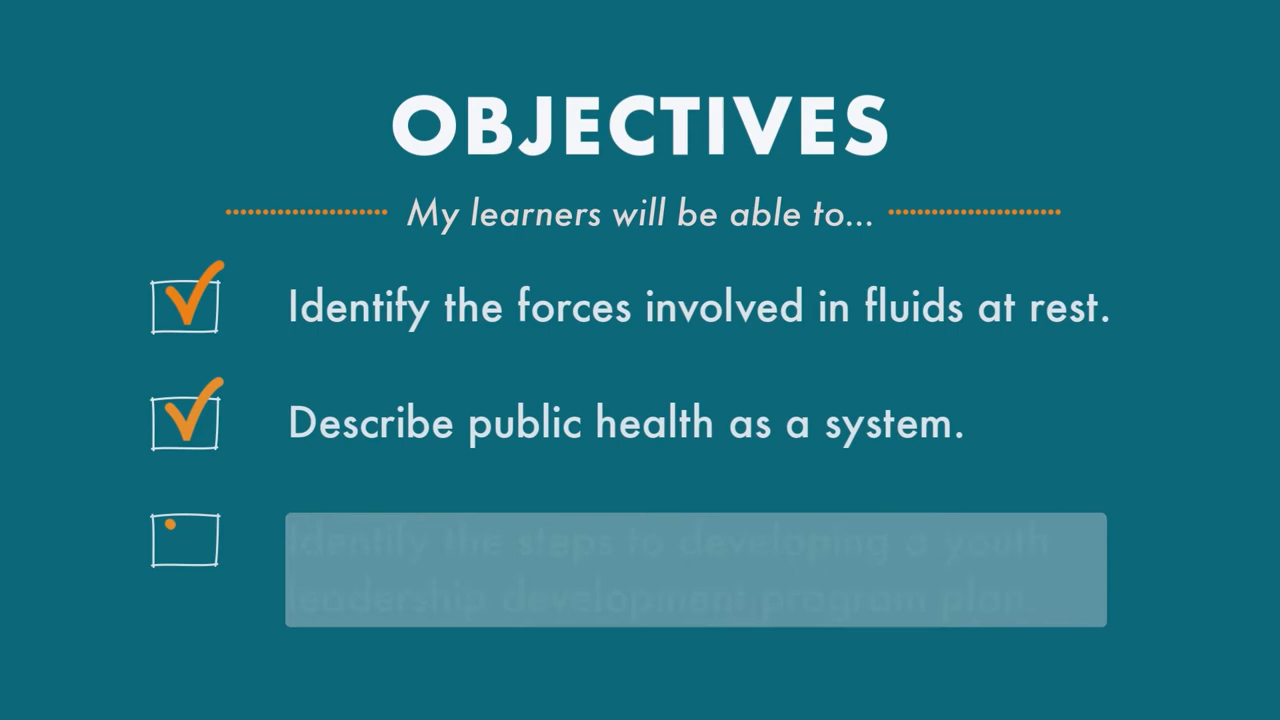 OBJECTIVES
My learners will be able to...
Identify the forces involved in fluids at rest.
Describe public health as a system.
Identify the steps to developing a youth
leadership development program plan.